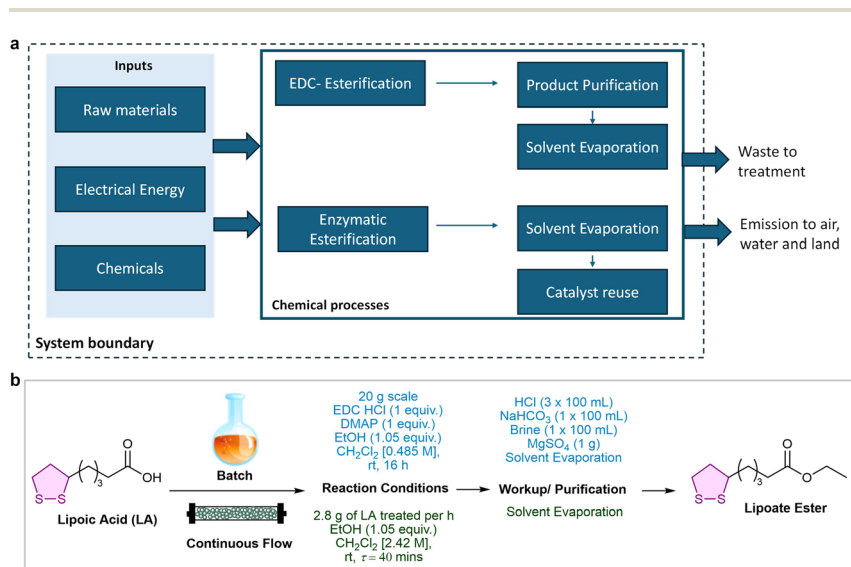 a
Inputs
Raw materials
Electrical Energy
Chemicals
EDC- Esterification
Product Purification
Solvent Evaporation
Enzymatic
Esterification
Solvent Evaporation
Catalyst reuse
Chemical processes
System boundary
Waste to
treatment
Emission to air,
water and land
b
O
OH
( )3
S-S
Lipoic Acid (LA)
Batch
Continuous Flow
20 g scale
EDC HCl (1 equiv.)
DMAP (1 equiv.)
EtOH (1.05 equiv.)
CH2Cl2 [0.485 M],
rt, 16 h
Reaction Conditions
2.8 g of LA treated per h
EtOH (1.05 equiv.)
CH2Cl2 [2.42 M],
rt, τ = 40 mins
HCl (3 x 100 mL)
NaHCO3 (1 x 100 mL)
Brine (1 x 100 mL)
MgSO4 (1 g)
Solvent Evaporation
Workup/ Purification
Solvent Evaporation
O
O
( )3
S-S
Lipoate Ester